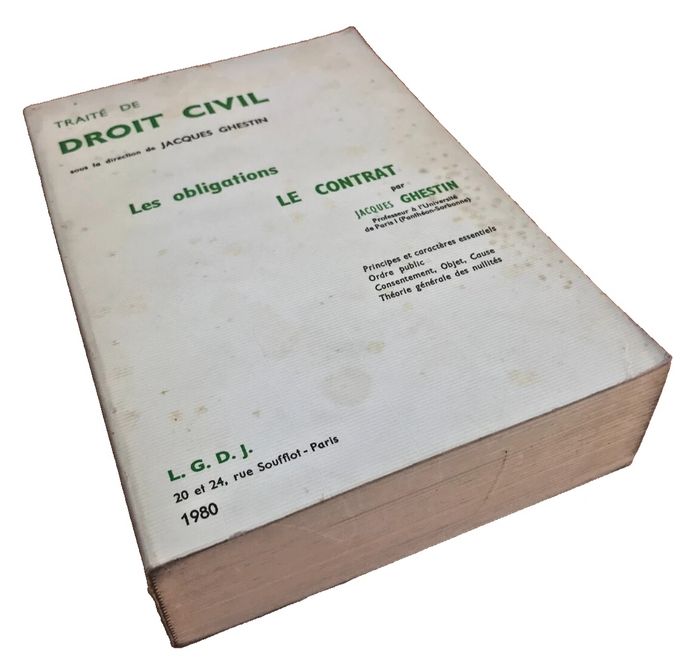 TRAITÉ DE
DROIT CIVIL
sous la direction de JACQUES GHESTIN
Les obligations
LE CONTRAT
par
JACQUES GHESTIN
Professeur à l'Université
de Paris I (Panthéon-Sorbonne)
Principes et caractères essentiels
Ordre public
Consentement, Objet, Cause
Théorie générale des nullités
L. G. D. J.
20 et 24, rue Soufflot - Paris
1980